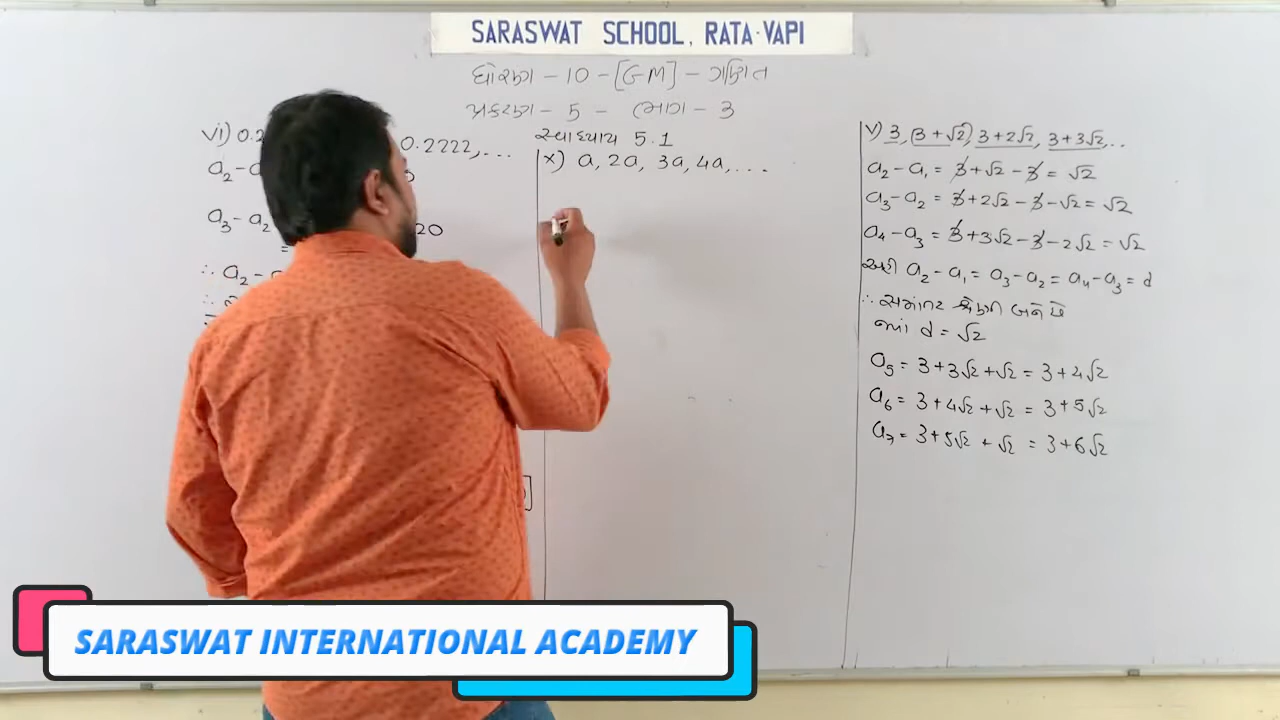 SARASWAT SCHOOL, RATA-VAPI
ધોરણ - 10 - [GM] - ગણિત
પ્રકરણ - 5 - ભાગ - 3
સ્વાધ્યાય 5.1
vi) 0.2
0.2222,...
a₂-a
a₃-a₂
20
=
∴ a₂-
∴
x) a, 2a, 3a, 4a, ....
v) 3, (3+√2), 3+2√2, 3+3√2, ...
a₂-a₁ = 3+√2-3 = √2
a₃-a₂ = 3+2√2-3-√2 = √2
a₄-a₃ = 3+3√2-3-2√2 = √2
અહીં a₂-a₁ = a₃-a₂ = a₄-a₃ = d
∴ સમાંતર શ્રેણી બને છે
જ્યાં d = √2
a₅ = 3+3√2+√2 = 3+4√2
a₆ = 3+4√2+√2 = 3+5√2
a₇ = 3+5√2+√2 = 3+6√2
SARASWAT INTERNATIONAL ACADEMY